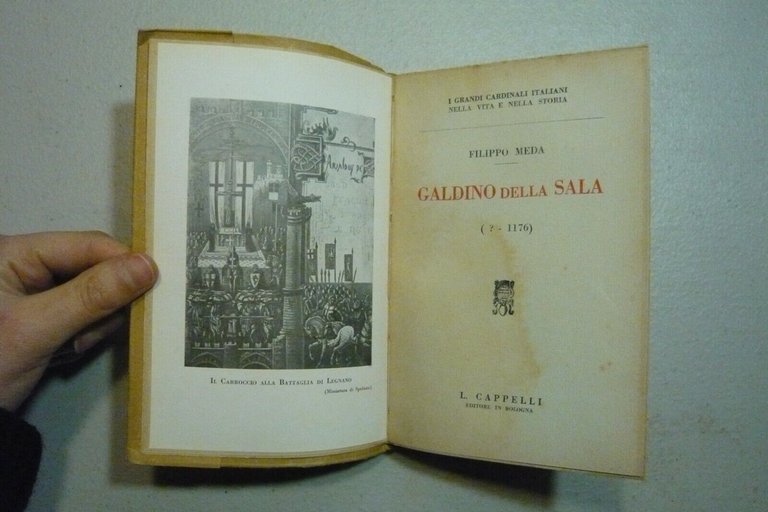 IL CARROCCIO ALLA BATTAGLIA DI LEGNANO
I GRANDI CARDINALI ITALIANI
NELLA VITA E NELLA STORIA
FILIPPO MEDA
GALDINO DELLA SALA
( ? - 1176)
L. CAPPELLI
EDITORE IN BOLOGNA